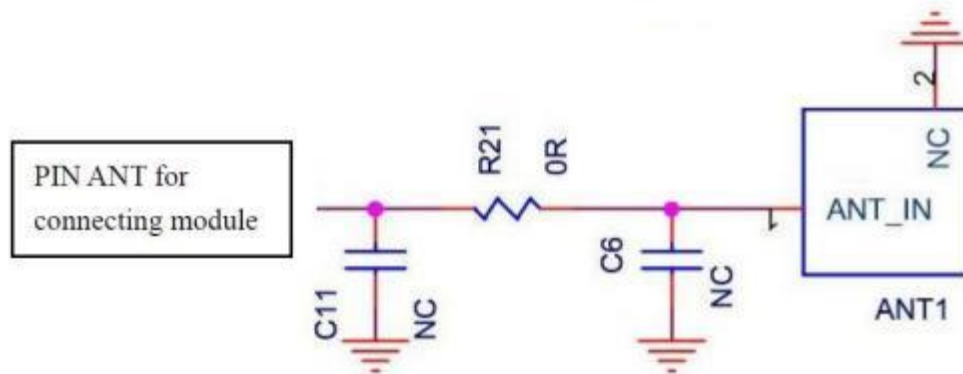 PIN ANT for
connecting module
C11
NC
R21
0R
C6
NC
1
ANT_IN
NC
2
ANT1